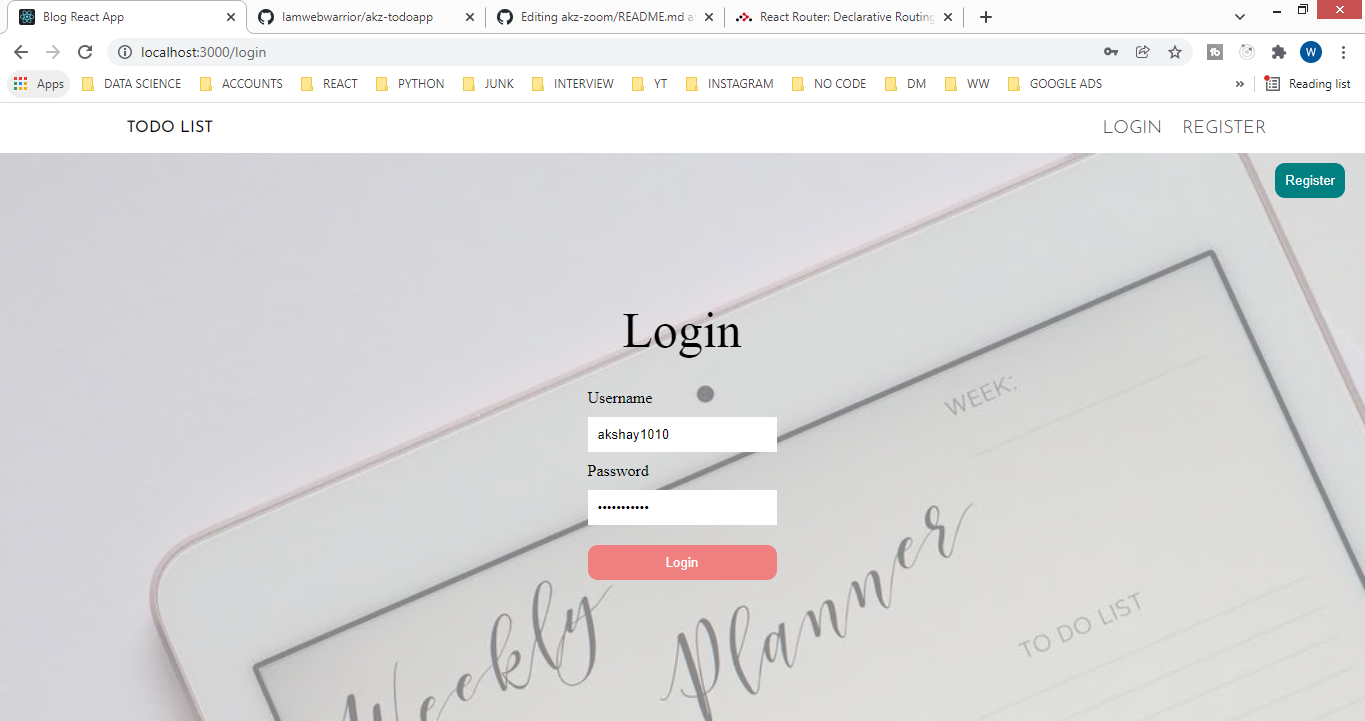 Blog React App
Iamwebwarrior/akz-todoapp
Editing akz-zoom/README.md a
React Router: Declarative Routing
localhost:3000/login
W
Apps
DATA SCIENCE
ACCOUNTS
REACT
PYTHON
JUNK
INTERVIEW
YT
INSTAGRAM
NO CODE
DM
WW
GOOGLE ADS
»
Reading list
TODO LIST
LOGIN
REGISTER
Register
Login
Username
akshay1010
Password
•••••••••••
Login
WEEK:
Weekly Planner
TO DO LIST